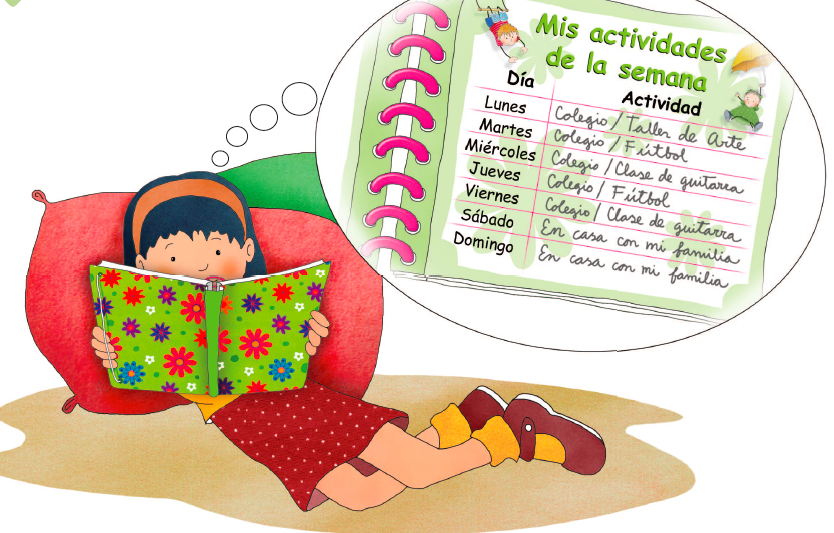 Mis actividades
de la semana
Día Actividad
Lunes Colegio / Taller de Arte
Martes Colegio / Fútbol
Miércoles Colegio / Clase de guitarra
Jueves Colegio / Fútbol
Viernes Colegio / Clase de guitarra
Sábado En casa con mi familia
Domingo En casa con mi familia